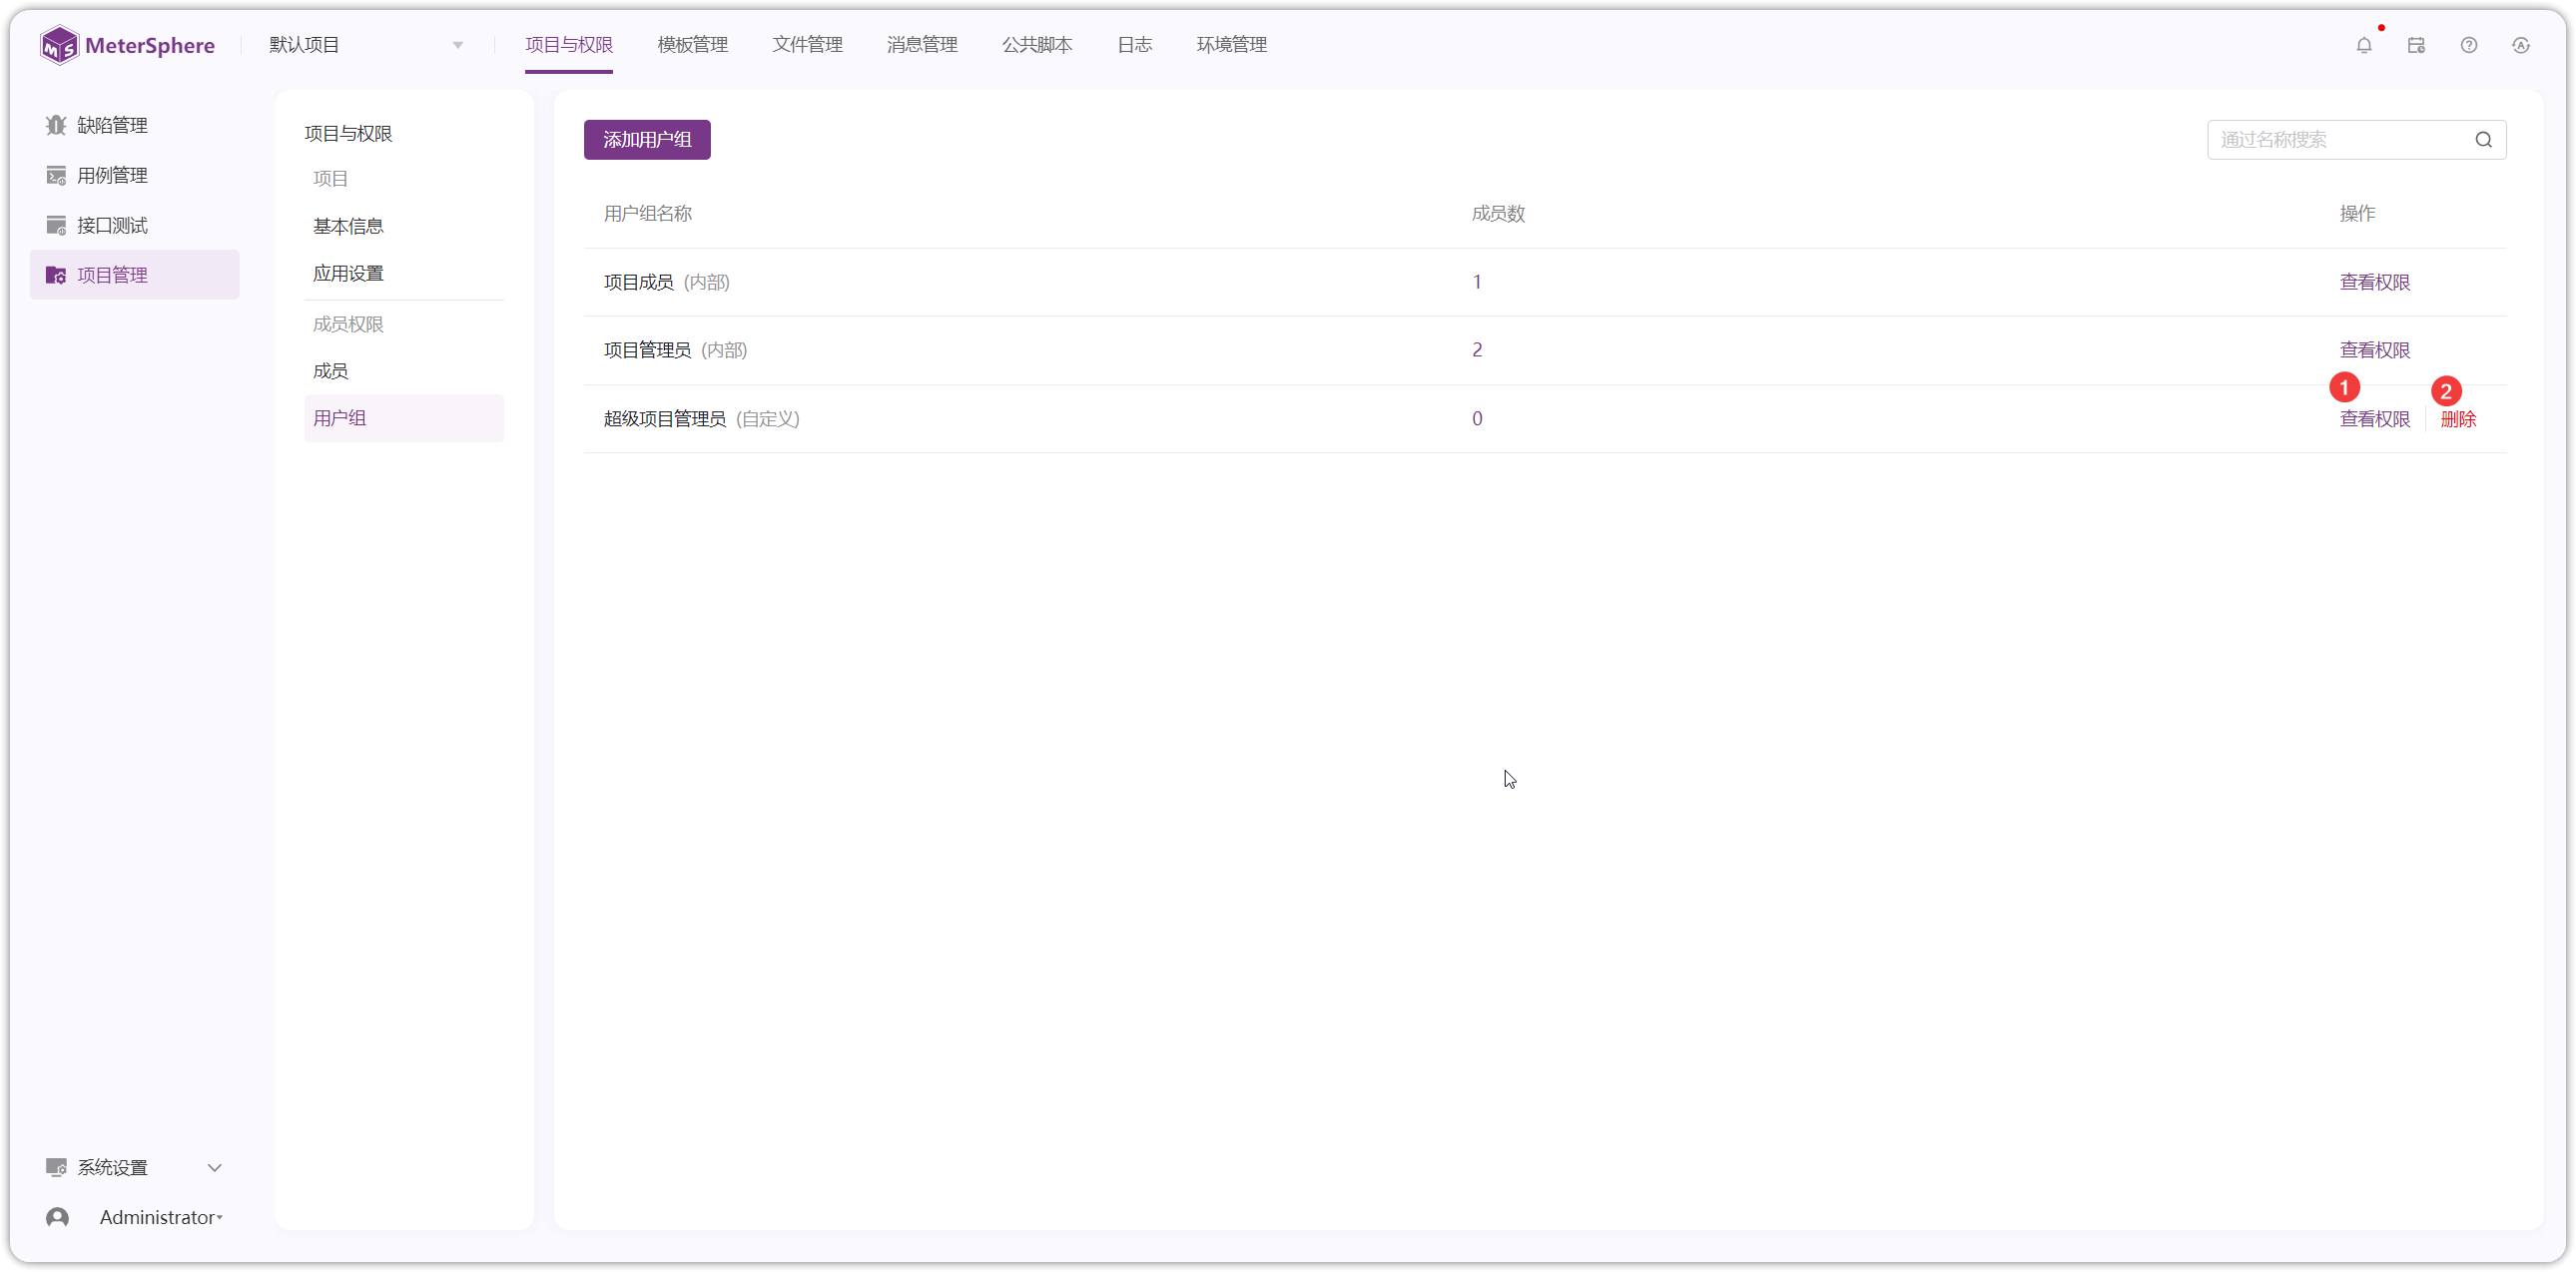 MeterSphere 默认项目 项目与权限 模板管理 文件管理 消息管理 公共脚本 日志 环境管理
缺陷管理
用例管理
接口测试
项目管理
系统设置
Administrator
项目与权限
项目
基本信息
应用设置
成员权限
成员
用户组
添加用户组 通过名称搜索
用户组名称 成员数 操作
项目成员 (内部) 1 查看权限
项目管理员 (内部) 2 查看权限
1 2
超级项目管理员 (自定义) 0 查看权限 删除